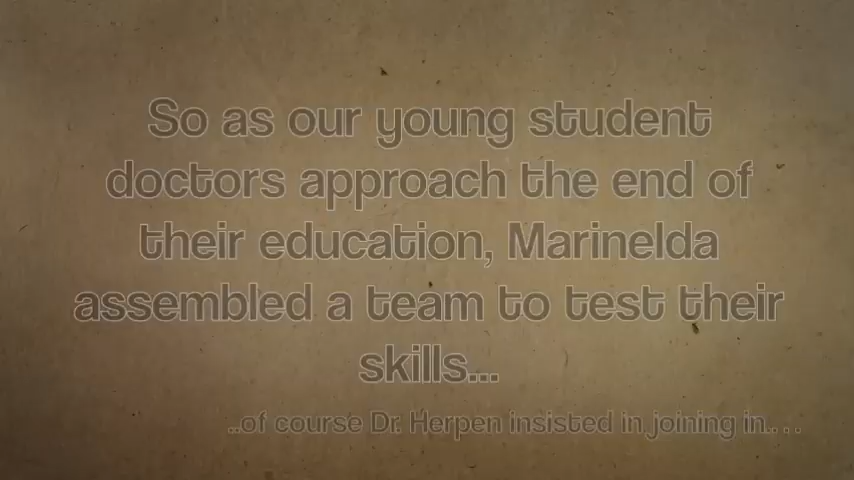 So as our young student
doctors approach the end of
their education, Marinelda
assembled a team to test their
skills...
..of course Dr. Herpen insisted in joining in.. . .